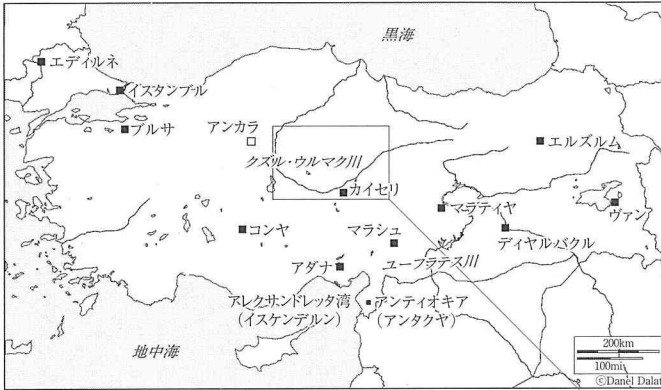 黒海
エディルネ
イスタンブル
ブルサ
アンカラ
エルズルム
クズル・ウルマク川
カイセリ
マラティヤ
ヴァン
コンヤ
マラシュ
ディヤルバクル
アダナ
ユーフラテス川
アレクサンドレッタ湾
（イスケンデルン）
アンティオキア
（アンタクヤ）
地中海
200km
100mi
©Danel Dalat